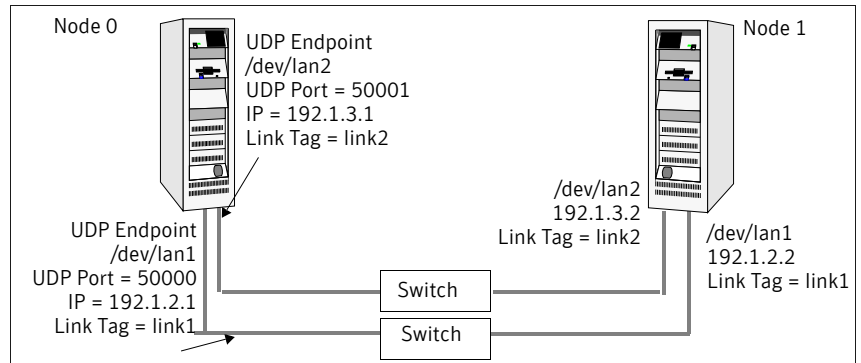 Node 0
UDP Endpoint
/dev/lan2
UDP Port = 50001
IP = 192.1.3.1
Link Tag = link2
Node 1
UDP Endpoint
/dev/lan1
UDP Port = 50000
IP = 192.1.2.1
Link Tag = link1
/dev/lan2
192.1.3.2
Link Tag = link2
/dev/lan1
192.1.2.2
Link Tag = link1
Switch
Switch